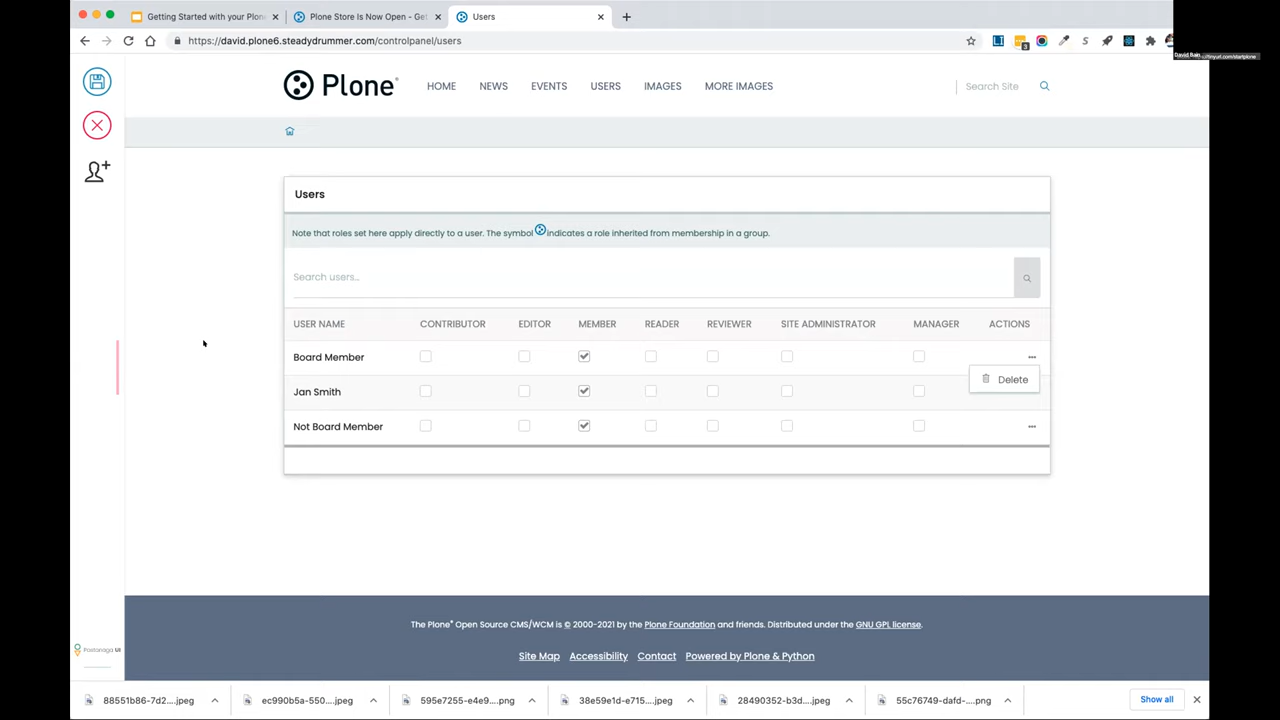 Getting Started with your Plon
Plone Store Is Now Open - Get
Users
https://david.plone6.steadydrummer.com/controlpanel/users
3
David Bain
Plone®
HOME
NEWS
EVENTS
USERS
IMAGES
MORE IMAGES
Search Site
Users
Note that roles set here apply directly to a user. The symbol indicates a role inherited from membership in a group.
Search users...
USER NAME CONTRIBUTOR EDITOR MEMBER READER REVIEWER SITE ADMINISTRATOR MANAGER ACTIONS
Board Member
Delete
Jan Smith
Not Board Member
Pastanaga UI
The Plone® Open Source CMS/WCM is © 2000-2021 by the Plone Foundation and friends. Distributed under the GNU GPL license.
Site Map Accessibility Contact Powered by Plone & Python
88551b86-7d2....jpeg
ec990b5a-550....jpeg
595e7255-e4e9....png
38e59e1d-e715....jpeg
28490352-b3d....jpeg
55c76749-dafd-....png
Show all